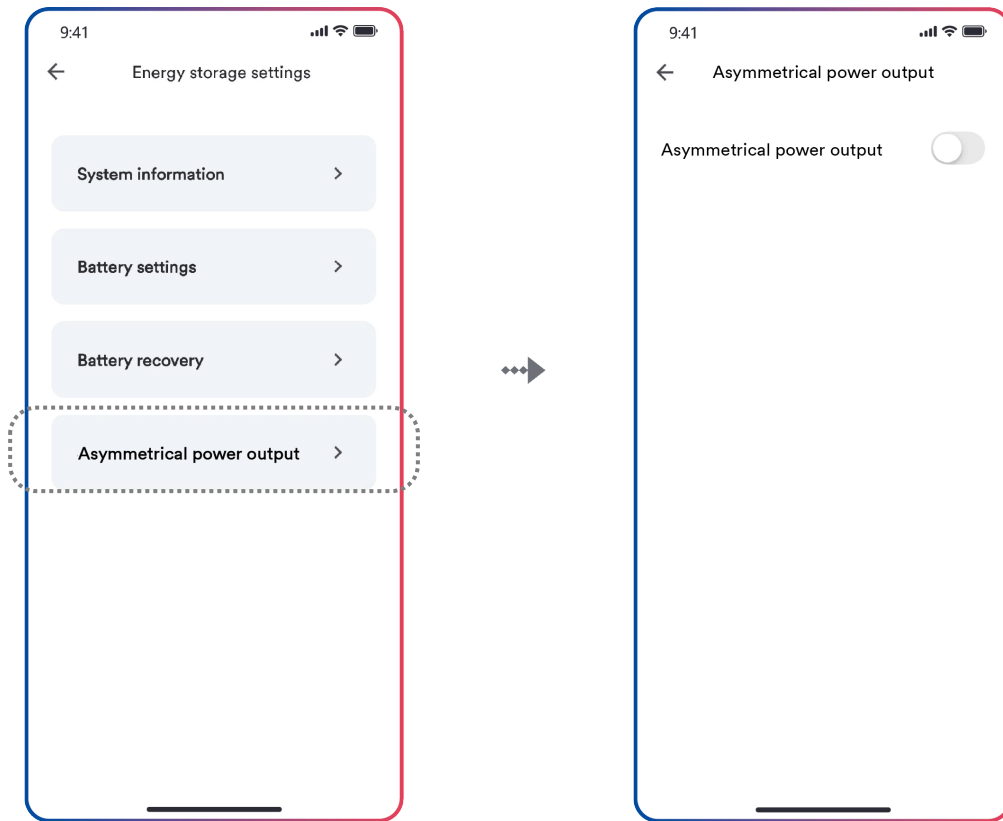 9:41
Energy storage settings
System information
Battery settings
Battery recovery
Asymmetrical power output
9:41
Asymmetrical power output
Asymmetrical power output